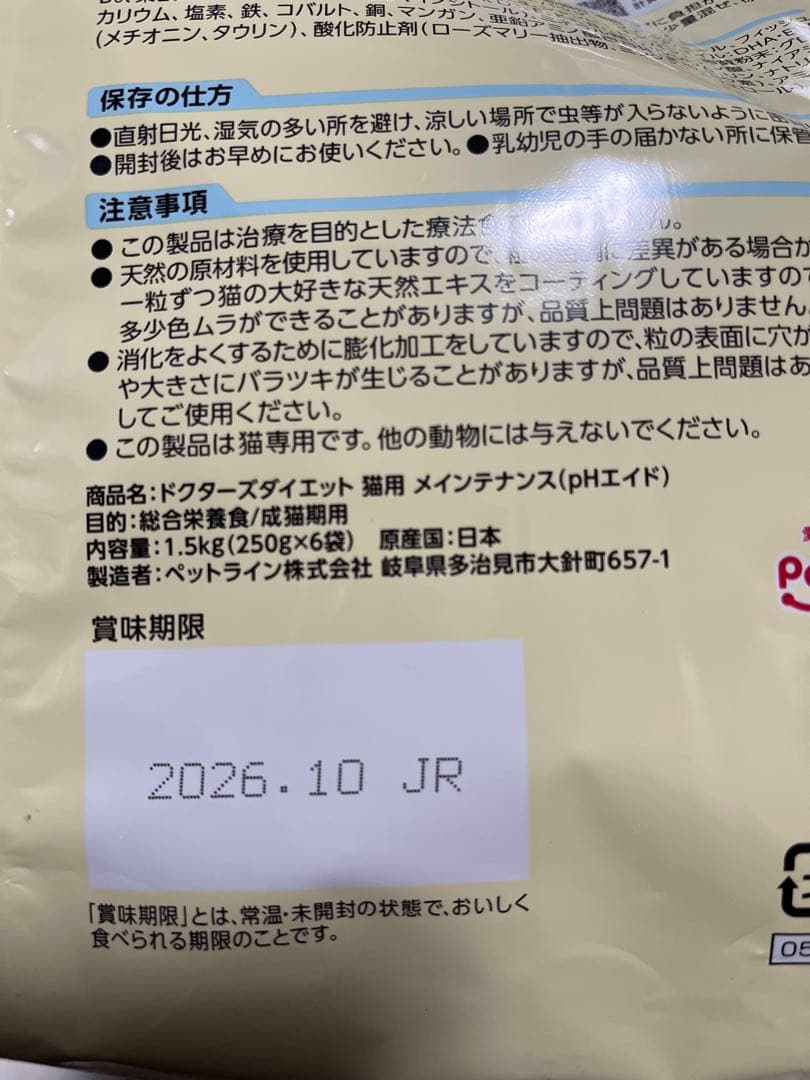 カリウム、塩素、鉄、コバルト、銅、マンガン、亜鉛
(メチオニン、タウリン)、酸化防止剤(ローズマリー抽出物
保存の仕方
●直射日光、湿気の多い所を避け、涼しい場所で虫等が入らないように
●開封後はお早めにお使いください。●乳幼児の手の届かない所に保管
注意事項
● この製品は治療を目的とした療法食
● 天然の原材料を使用していますので、 差異がある場合が
一粒ずつ猫の大好きな天然エキスをコーティングしていますので
多少色ムラができることがありますが、品質上問題はありません。
● 消化をよくするために膨化加工をしていますので、粒の表面に穴が
や大きさにバラツキが生じることがありますが、品質上問題はあ
してご使用ください。
● この製品は猫専用です。他の動物には与えないでください。
商品名:ドクターズダイエット 猫用 メインテナンス(pHエイド)
目的:総合栄養食/成猫期用
内容量:1.5kg(250g×6袋) 原産国:日本
製造者:ペットライン株式会社 岐阜県多治見市大針町657-1
賞味期限
2026.10 JR
「賞味期限」とは、常温・未開封の状態で、おいしく
食べられる期限のことです。
05